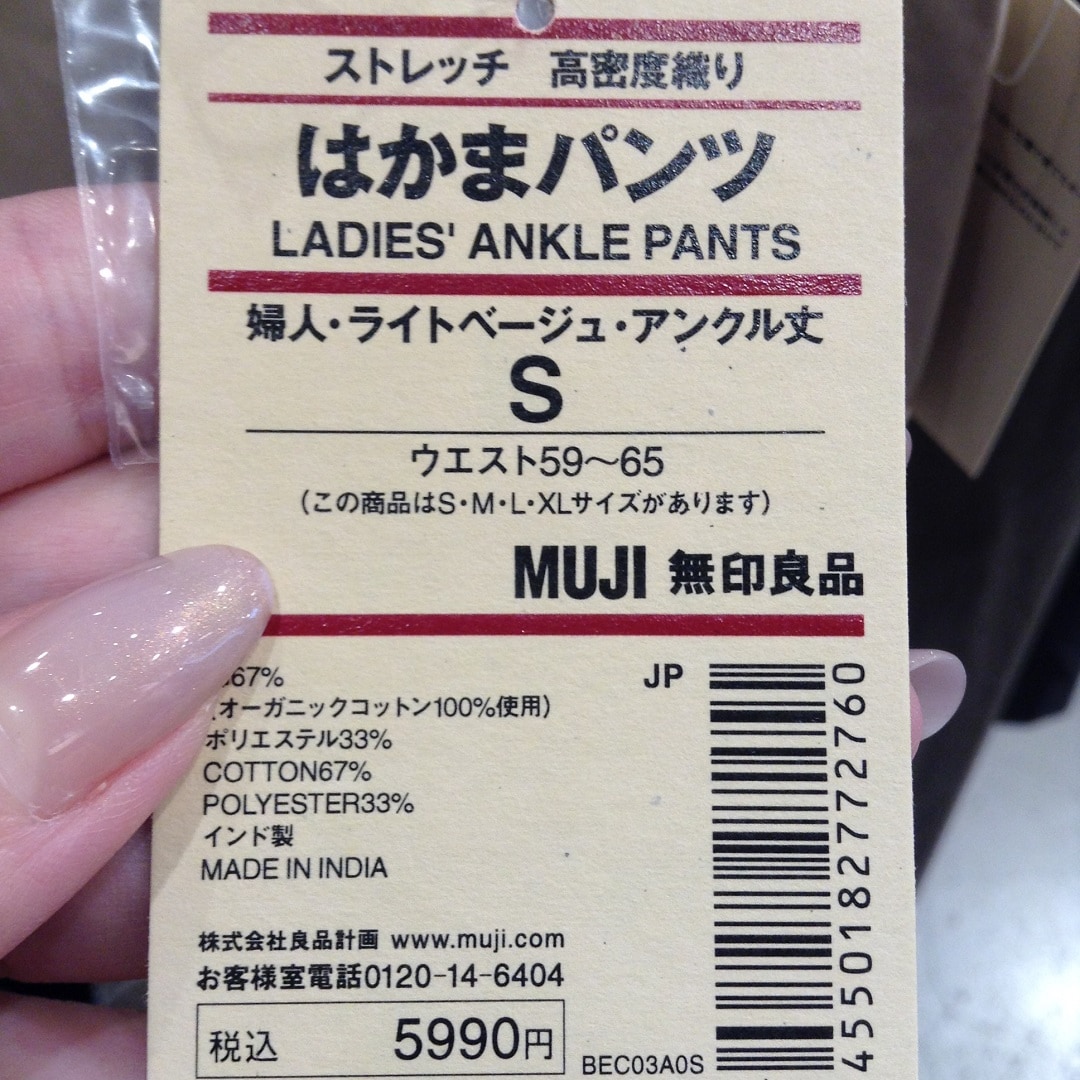 ストレッチ 高密度織り
はかまパンツ
LADIES' ANKLE PANTS
婦人・ライトベージュ・アンクル丈
S
ウエスト59～65
（この商品はS・M・L・XLサイズがあります）
MUJI 無印良品
67%
（オーガニックコットン100%使用）
ポリエステル33%
COTTON67%
POLYESTER33%
インド製
MADE IN INDIA
JP
4550182772760
株式会社良品計画 www.muji.com
お客様室電話0120-14-6404
税込 5990円
BEC03A0S